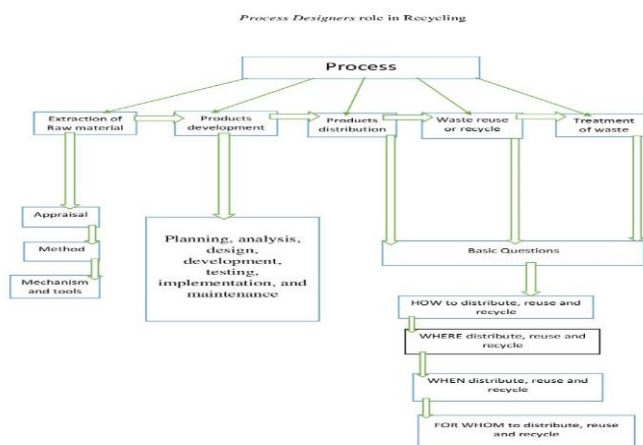 Process Designers role in Recycling
Process
Extraction of
Raw material
Products
development
Products
distribution
Waste reuse
or recycle
Treatment
of waste
Appraisal
Method
Mechanism
and tools
Planning, analysis,
design,
development,
testing,
implementation, and
maintenance
Basic Questions
HOW to distribute, reuse and
recycle
WHERE distribute, reuse and
recycle
WHEN distribute, reuse and
recycle
FOR WHOM to distribute, reuse
and recycle